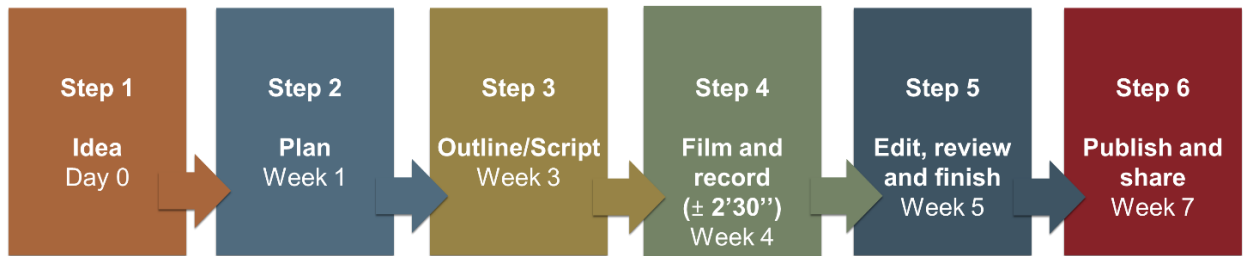 Step 1
Idea
Day 0
Step 2
Plan
Week 1
Step 3
Outline/Script
Week 3
Step 4
Film and
record
(± 2’30’’)
Week 4
Step 5
Edit, review
and finish
Week 5
Step 6
Publish and
share
Week 7